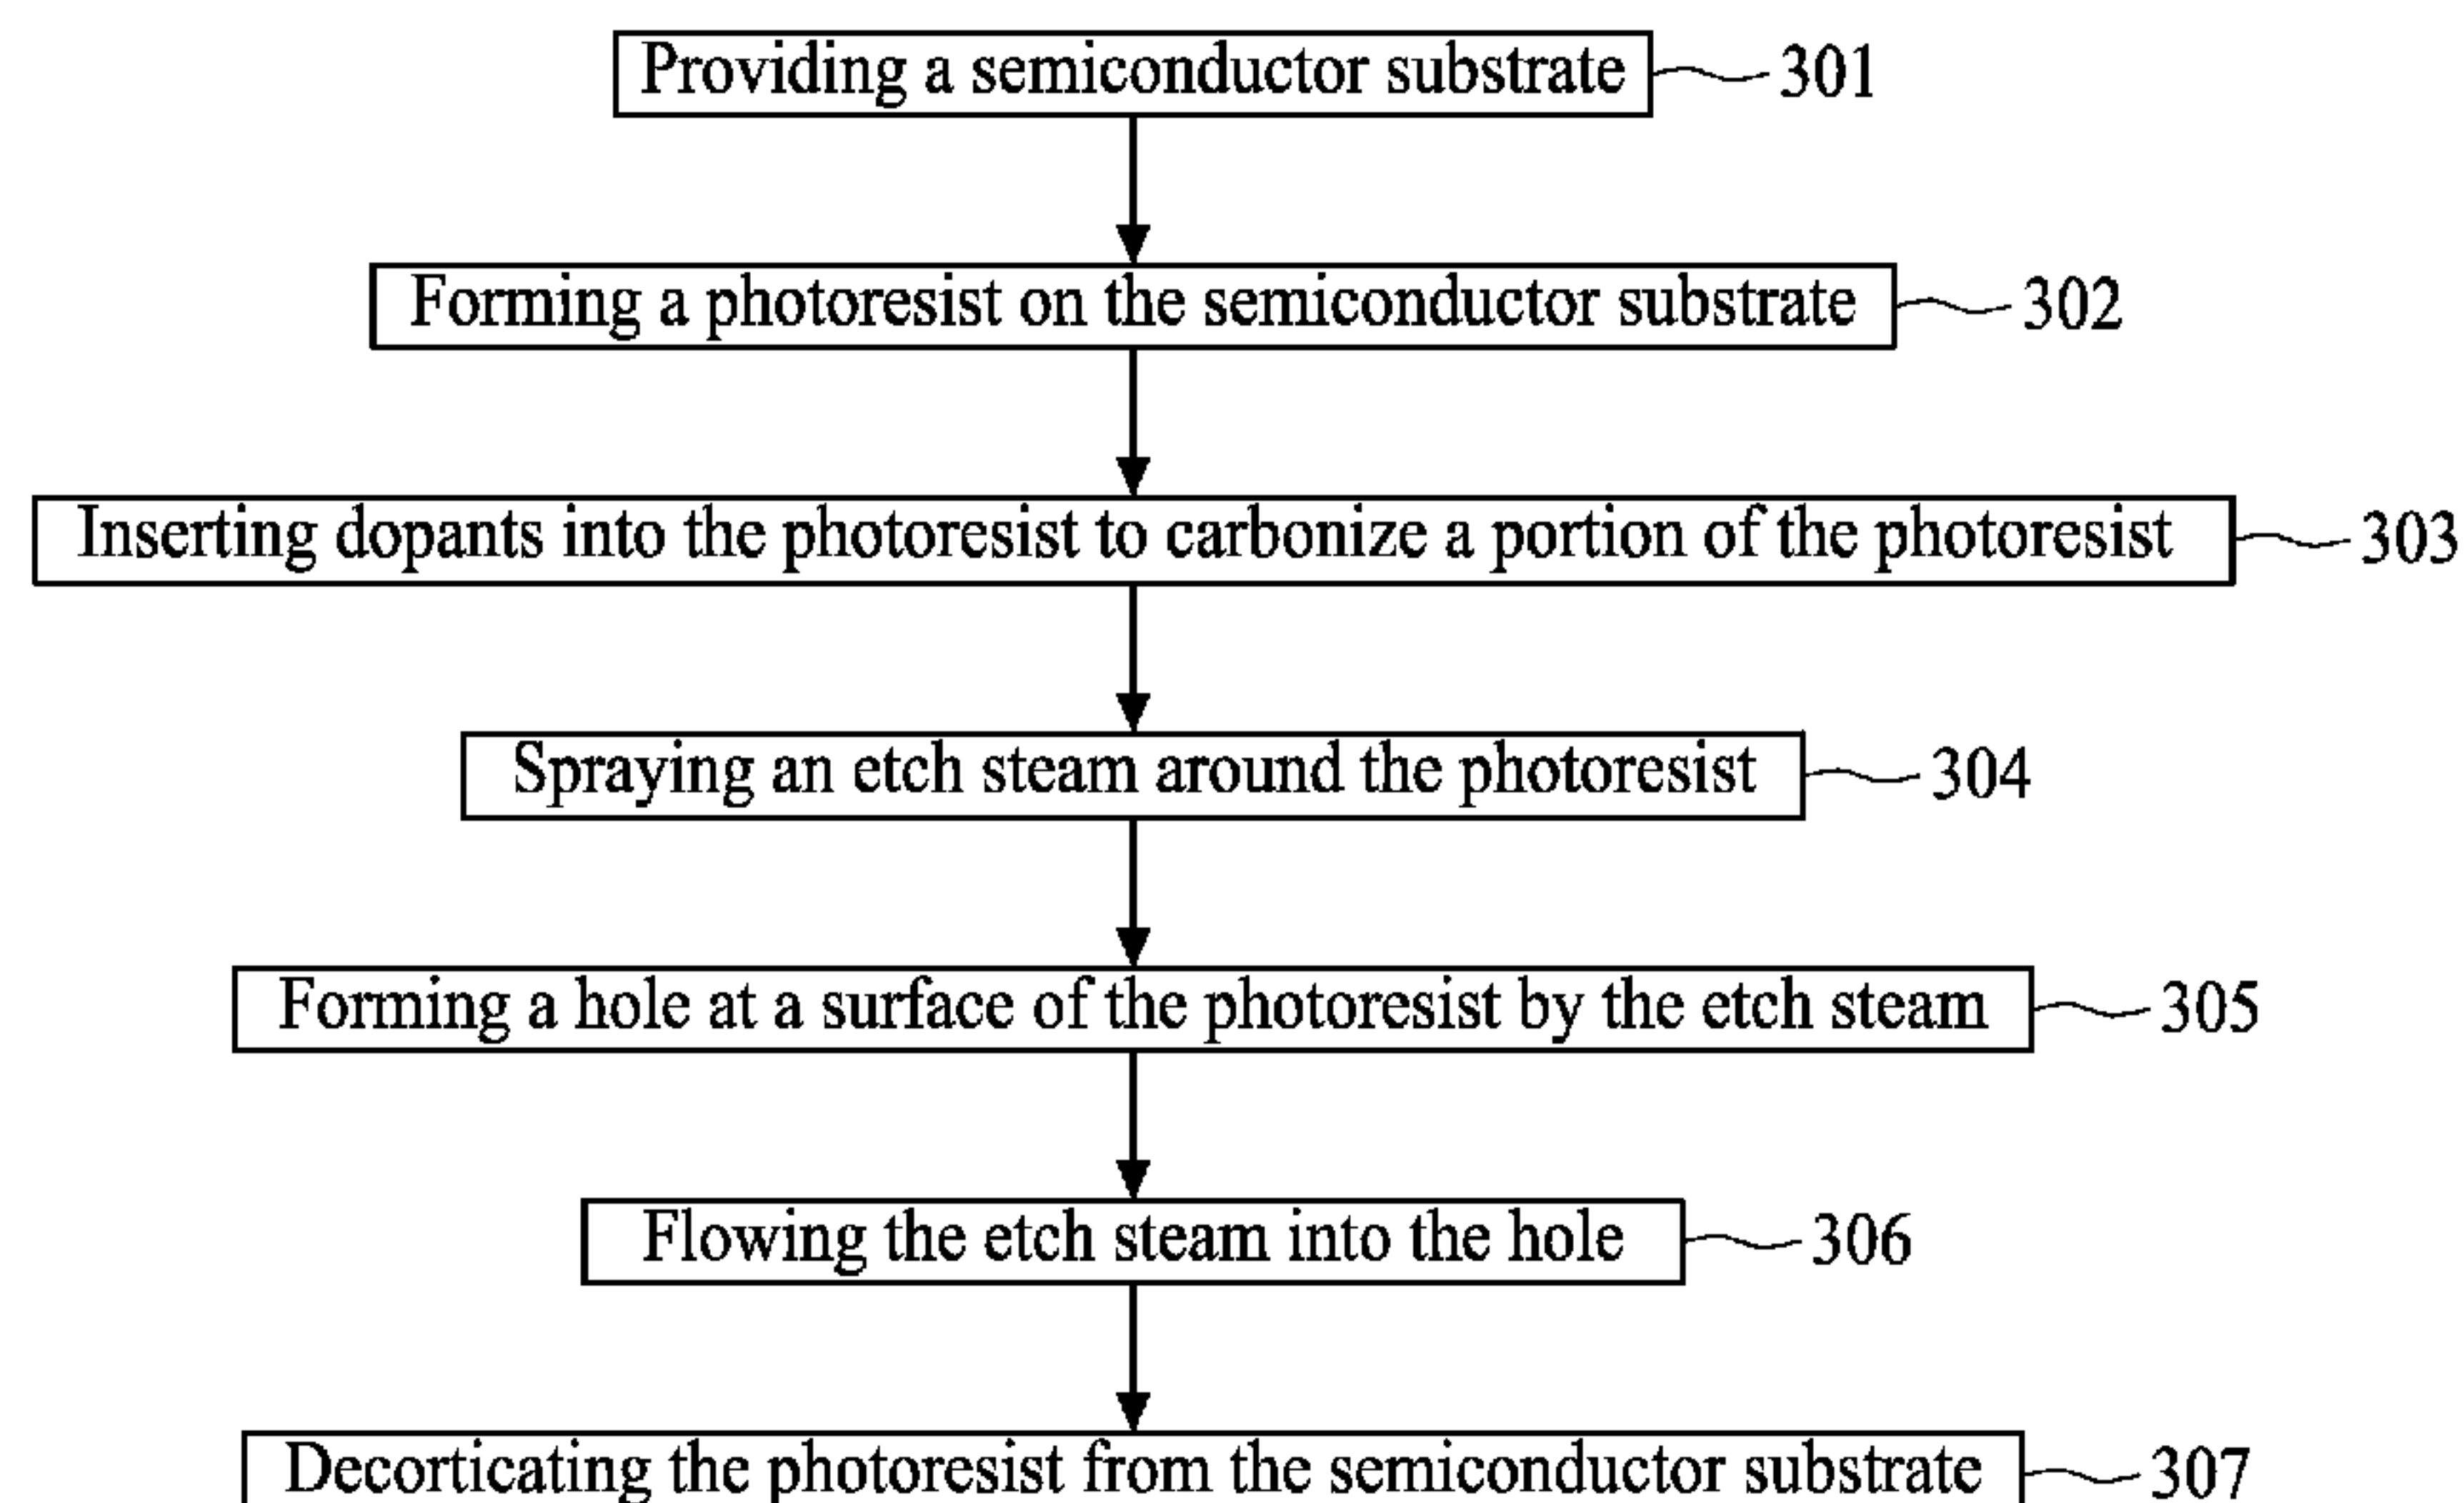 Providing a semiconductor substrate 301
Forming a photoresist on the semiconductor substrate 302
Inserting dopants into the photoresist to carbonize a portion of the photoresist 303
Spraying an etch steam around the photoresist 304
Forming a hole at a surface of the photoresist by the etch steam 305
Flowing the etch steam into the hole 306
Decorticating the photoresist from the semiconductor substrate 307